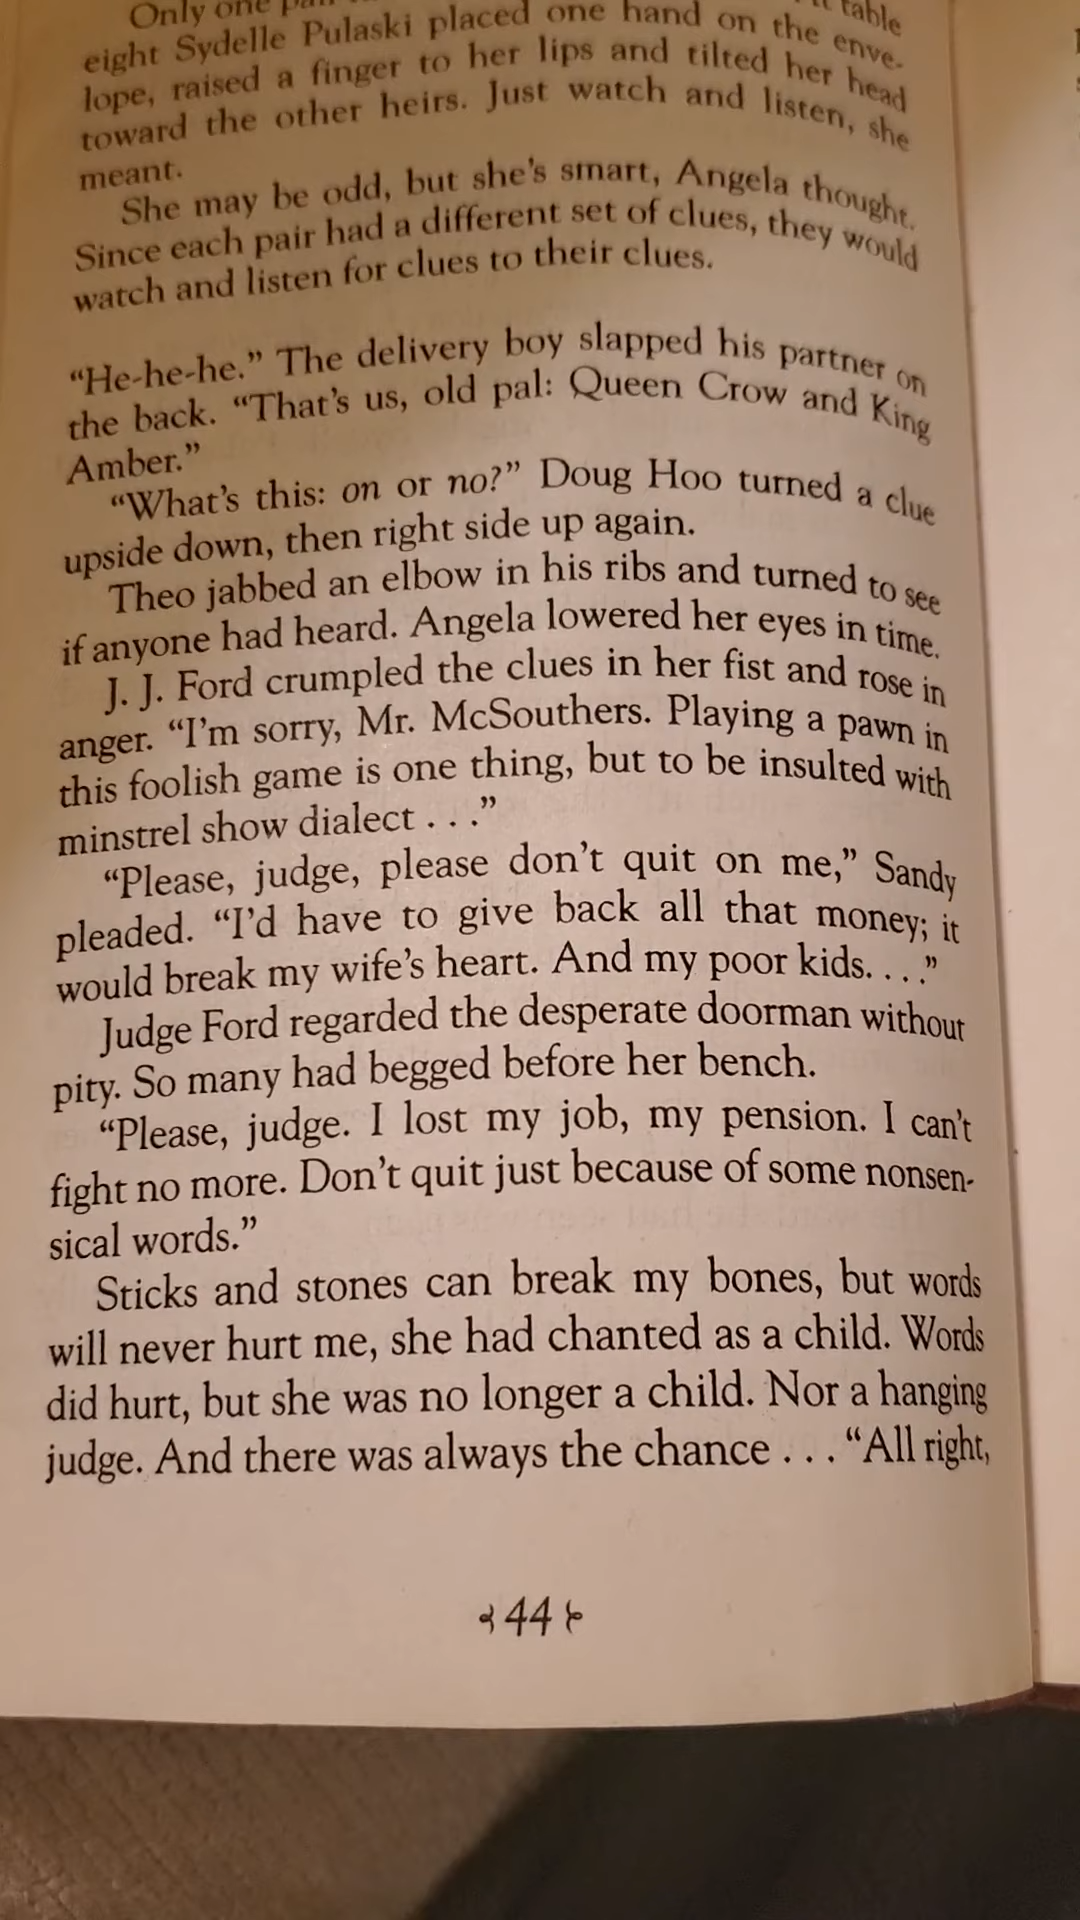 Only one
table
eight Sydelle Pulaski placed one hand on the enve-
lope, raised a finger to her lips and tilted her head
toward the other heirs. Just watch and listen, she
meant.
She may be odd, but she's smart, Angela thought.
Since each pair had a different set of clues, they would
watch and listen for clues to their clues.
“He-he-he.” The delivery boy slapped his partner on
the back. “That's us, old pal: Queen Crow and King
Amber.”
“What's this: on or no?” Doug Hoo turned a clue
upside down, then right side up again.
Theo jabbed an elbow in his ribs and turned to see
if anyone had heard. Angela lowered her eyes in time.
J. J. Ford crumpled the clues in her fist and rose in
anger. “I'm sorry, Mr. McSouthers. Playing a pawn in
this foolish game is one thing, but to be insulted with
minstrel show dialect . . .”
“Please, judge, please don't quit on me,” Sandy
pleaded. “I'd have to give back all that money; it
would break my wife's heart. And my poor kids. . . .”
Judge Ford regarded the desperate doorman without
pity. So many had begged before her bench.
“Please, judge. I lost my job, my pension. I can't
fight no more. Don't quit just because of some nonsen-
sical words.”
Sticks and stones can break my bones, but words
will never hurt me, she had chanted as a child. Words
did hurt, but she was no longer a child. Nor a hanging
judge. And there was always the chance . . . “All right,
44